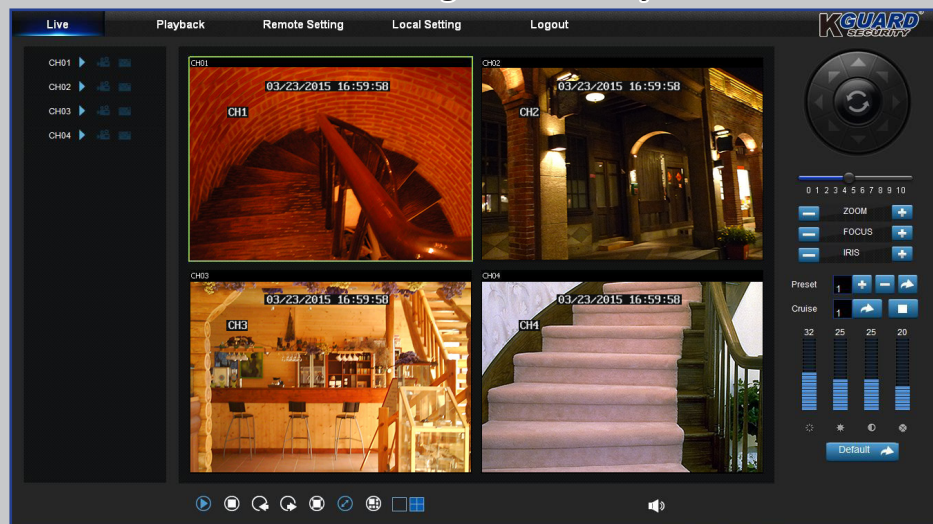 Live Playback Remote Setting Local Setting Logout
KGUARD
SECURITY
CH01
CH02
CH03
CH04
CH01
03/23/2015 16:59:58
CH1
CH02
03/23/2015 16:59:58
CH2
CH03
03/23/2015 16:59:58
CH3
CH04
03/23/2015 16:59:58
CH4
0 1 2 3 4 5 6 7 8 9 10
ZOOM
FOCUS
IRIS
Preset 1
Cruise 1
32 25 25 20
Default